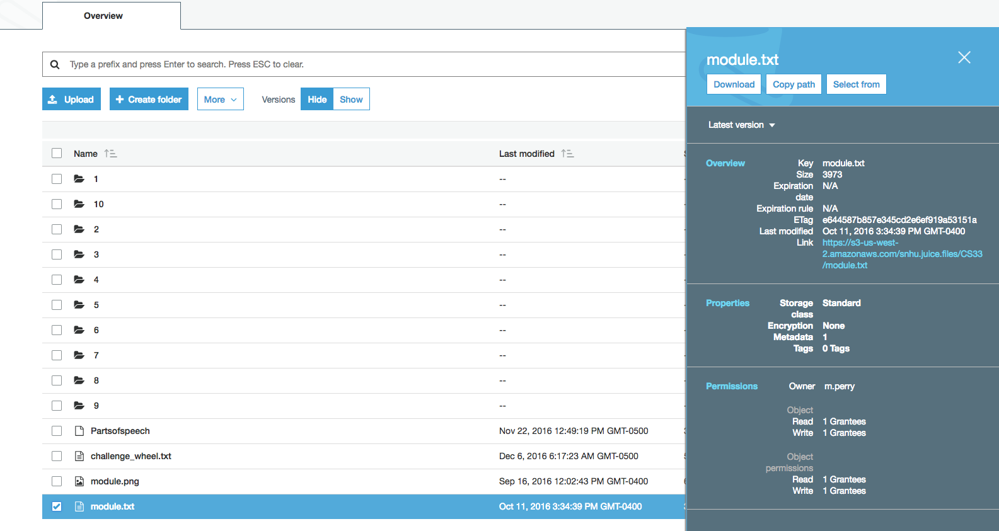 Overview
Type a prefix and press Enter to search. Press ESC to clear.
Upload Create folder More Versions Hide Show
Name Last modified
1 --
10 --
2 --
3 --
4 --
5 --
6 --
7 --
8 --
9 --
Partsofspeech Nov 22, 2016 12:49:19 PM GMT-0500
challenge_wheel.txt Dec 6, 2016 6:17:23 AM GMT-0500
module.png Sep 16, 2016 12:02:43 PM GMT-0400
module.txt Oct 11, 2016 3:34:39 PM GMT-0400
module.txt
Download Copy path Select from
Latest version
Overview Key module.txt
Size 3973
Expiration N/A
date
Expiration rule N/A
ETag e644587b857e345cd2e6ef919a53151a
Last modified Oct 11, 2016 3:34:39 PM GMT-0400
Link https://s3-us-west-
2.amazonaws.com/snhu.juice.files/CS33
/module.txt
Properties Storage Standard
class
Encryption None
Metadata 1
Tags 0 Tags
Permissions Owner m.perry
Object
Read 1 Grantees
Write 1 Grantees
Object
permissions
Read 1 Grantees
Write 1 Grantees